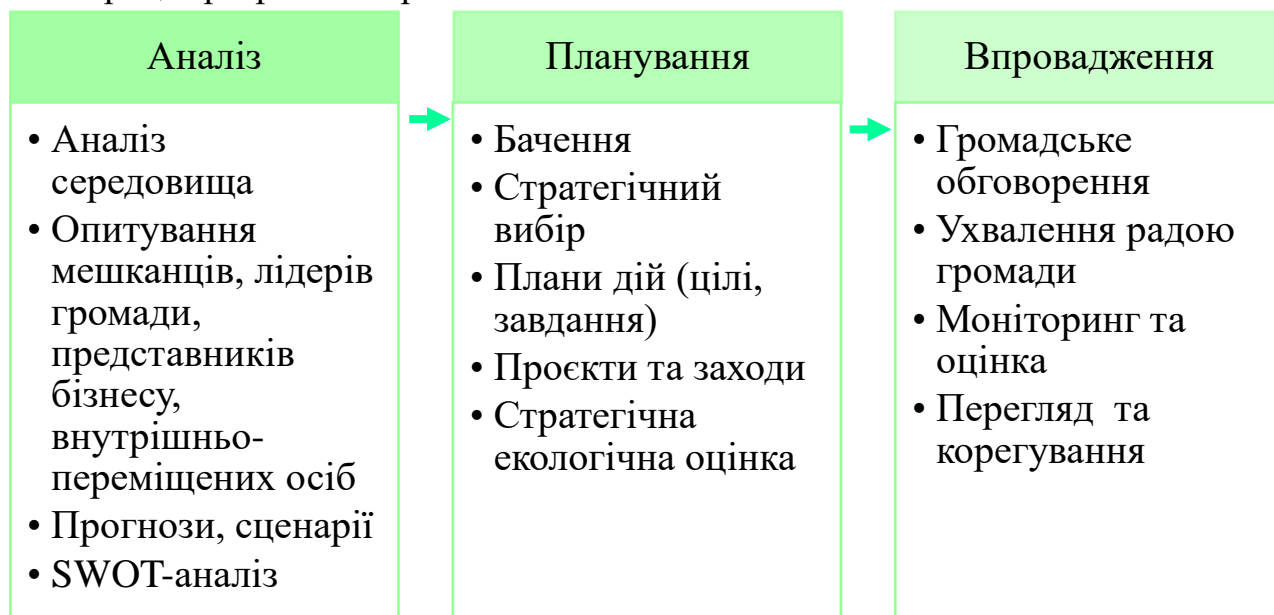 Аналіз
• Аналіз
середовища
• Опитування
мешканців, лідерів
громади,
представників
бізнесу,
внутрішньо-
переміщених осіб
• Прогнози, сценарії
• SWOT-аналіз
Планування
• Бачення
• Стратегічний
вибір
• Плани дій (цілі,
завдання)
• Проєкти та заходи
• Стратегічна
екологічна оцінка
Впровадження
• Громадське
обговорення
• Ухвалення радою
громади
• Моніторинг та
оцінка
• Перегляд та
корегування